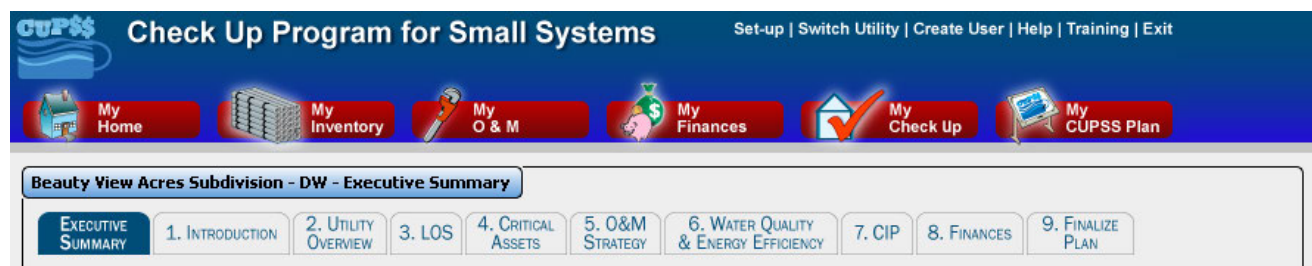 CUP$$
Check Up Program for Small Systems
Set-up | Switch Utility | Create User | Help | Training | Exit
My
Home
My
Inventory
My
O & M
My
Finances
My
Check Up
My
CUPSS Plan
Beauty View Acres Subdivision - DW - Executive Summary
EXECUTIVE
SUMMARY
1. INTRODUCTION
2. UTILITY
OVERVIEW
3. LOS
4. CRITICAL
ASSETS
5. O&M
STRATEGY
6. WATER QUALITY
& ENERGY EFFICIENCY
7. CIP
8. FINANCES
9. FINALIZE
PLAN